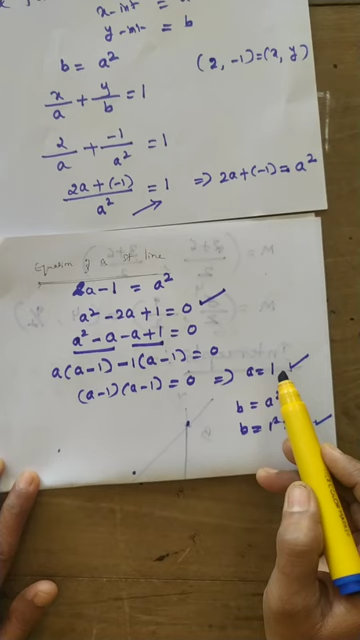 x-int =
y-int = b
b = a² (2, -1) = (x, y)
x/a + y/b = 1
2/a + -1/a² = 1
2a+(-1)/a² = 1 ⇒ 2a+(-1) = a²
Equation of a st line
2a-1 = a²
a² - 2a + 1 = 0 ✓
a² - a - a + 1 = 0
a(a-1) -1(a-1) = 0
(a-1)(a-1) = 0 ⇒ a = 1 ✓
b = a²
b = 1²